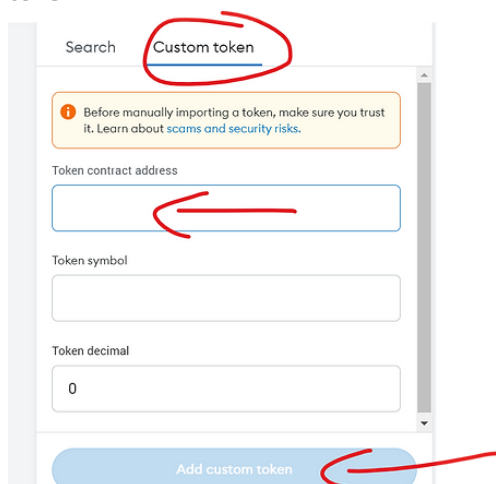 Search Custom token
Before manually importing a token, make sure you trust
it. Learn about scams and security risks.
Token contract address
Token symbol
Token decimal
0
Add custom token